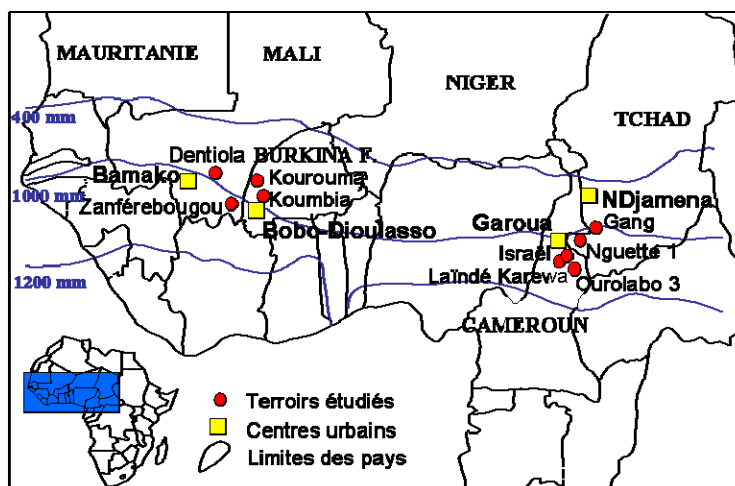 MAURITANIE
MALI
NIGER
TCHAD
400 mm
Dentiola
BURKINA F.
Bamako
Kourouma
1000 mm
Koumbia
NDjamena
Zanférebougou
Gang
Bobo-Dioulasso
Garoua
Israël
Nguetté 1
1200 mm
Laïndé Karewa
Ourolabo 3
CAMEROUN
Terroirs étudiés
Centres urbains
Limites des pays